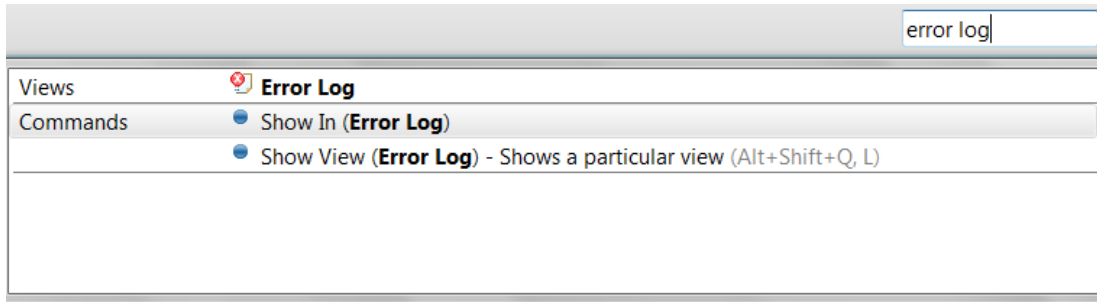 error log
Views Error Log
Commands Show In (Error Log)
Show View (Error Log) - Shows a particular view (Alt+Shift+Q, L)